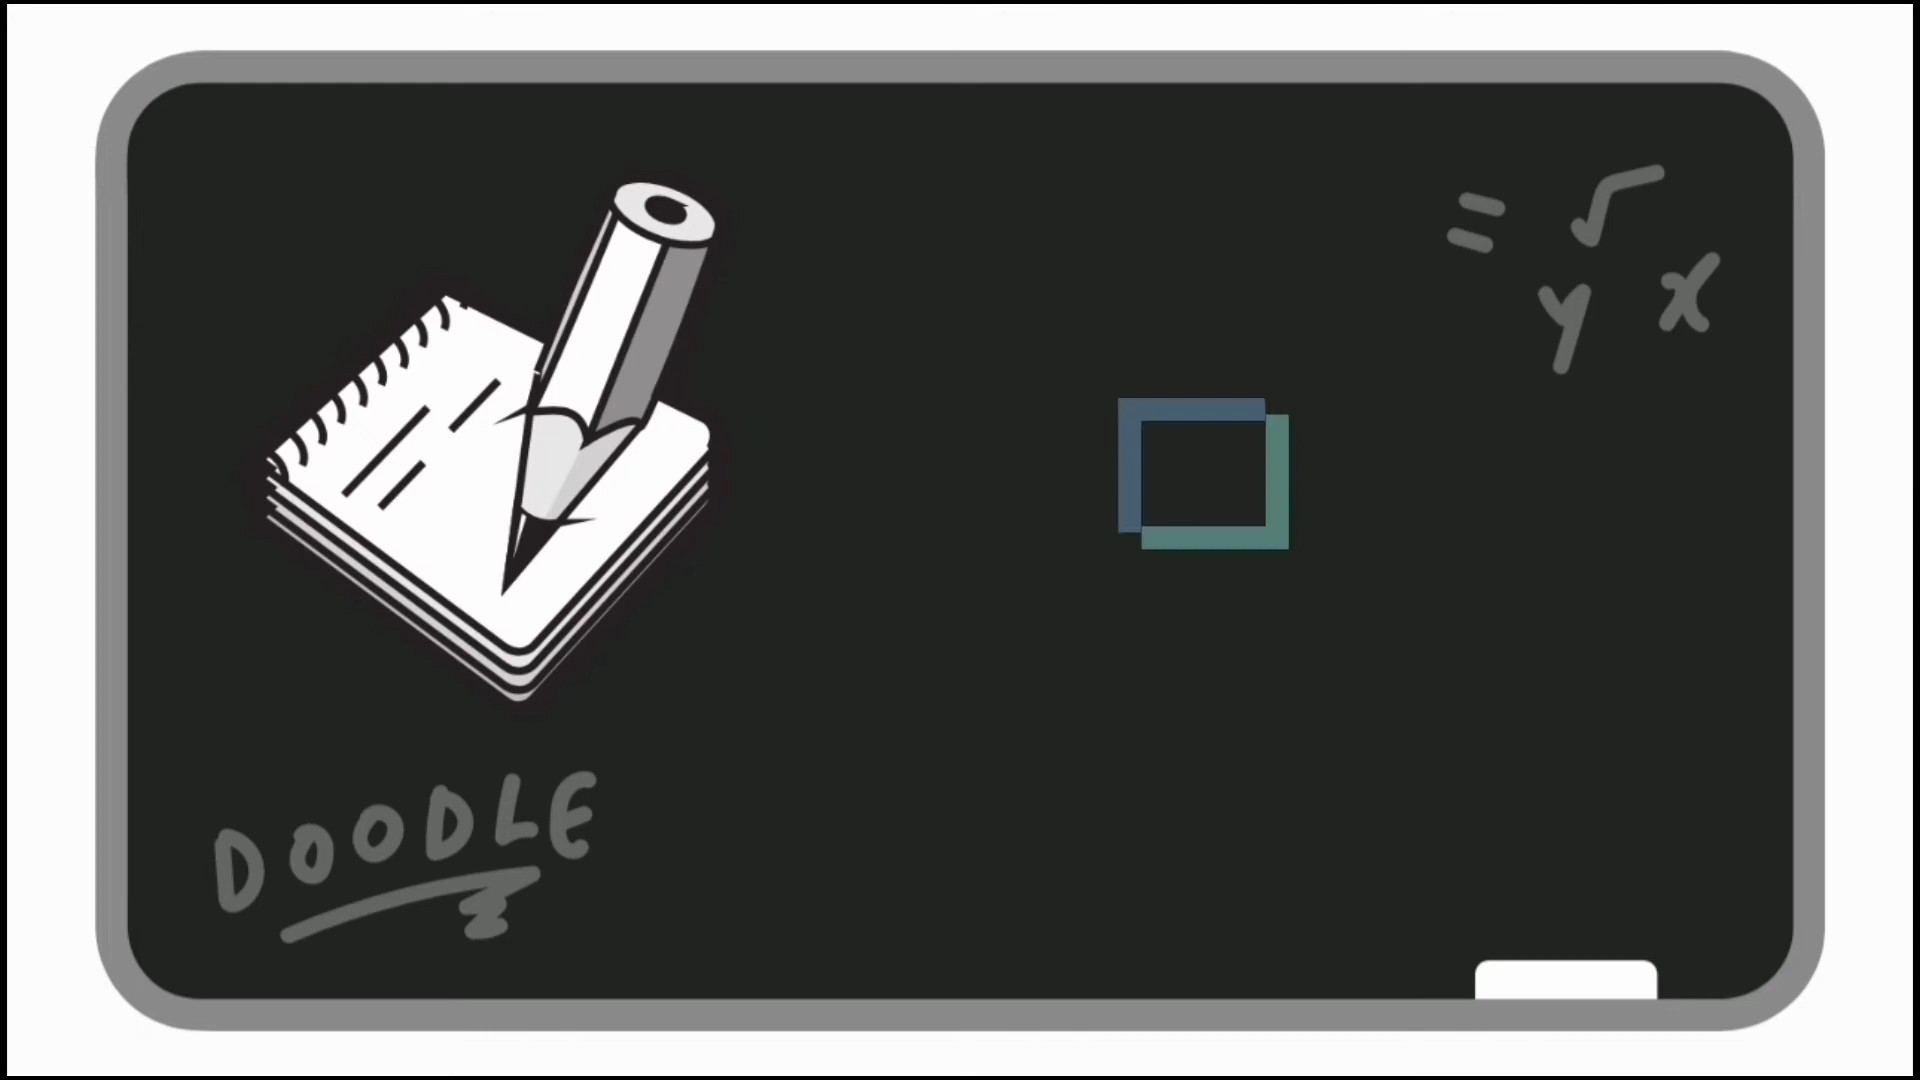 = √
y x
DOODLE